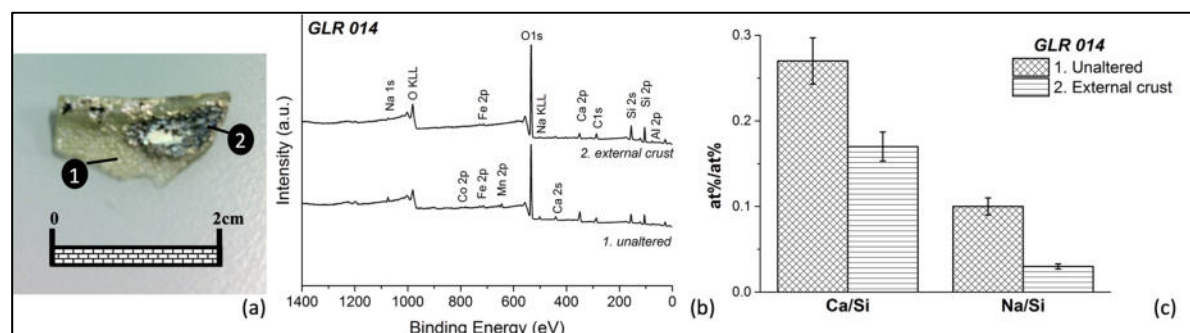 1
2
0
2cm
(a)
GLR 014
Intensity (a.u.)
Na 1s
O KLL
Fe 2p
O1s
Na KLL
Ca 2p
C1s
Si 2s
Si 2p
Al 2p
2. external crust
Co 2p
Fe 2p
Mn 2p
Ca 2s
1. unaltered
1400
1200
1000
800
600
400
200
0
Binding Energy (eV)
(b)
at%/at%
0.3
0.2
0.1
0.0
GLR 014
1. Unaltered
2. External crust
Ca/Si
Na/Si
(c)